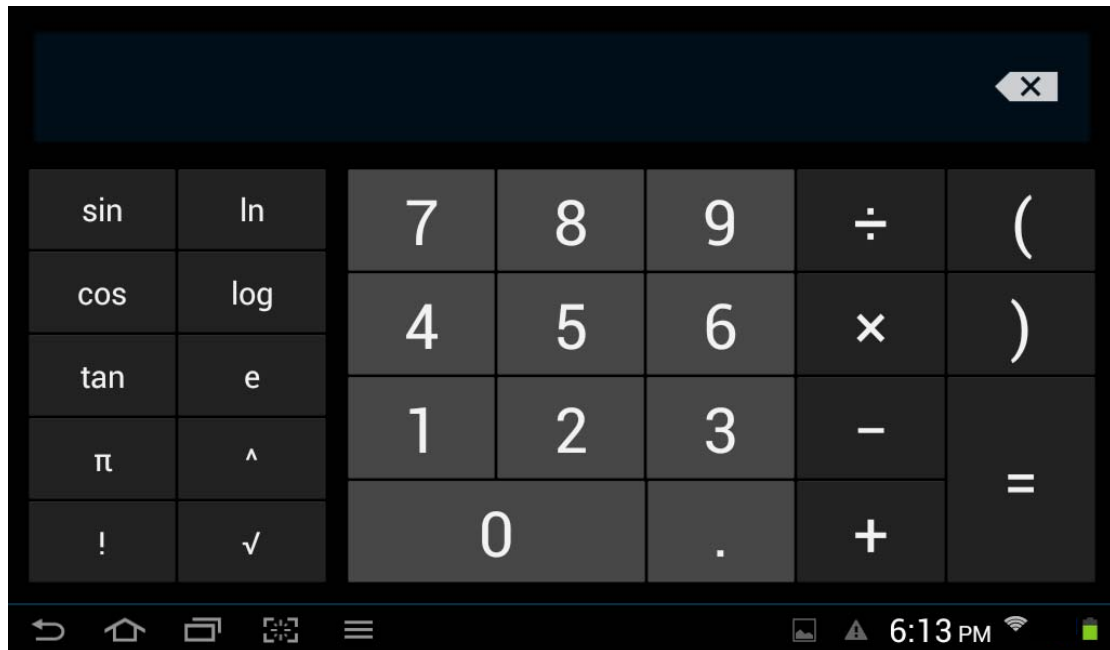 sin ln 7 8 9 ÷ (
cos log 4 5 6 × )
tan e 1 2 3 −
π ^ =
! √ 0 . +
6:13 PM